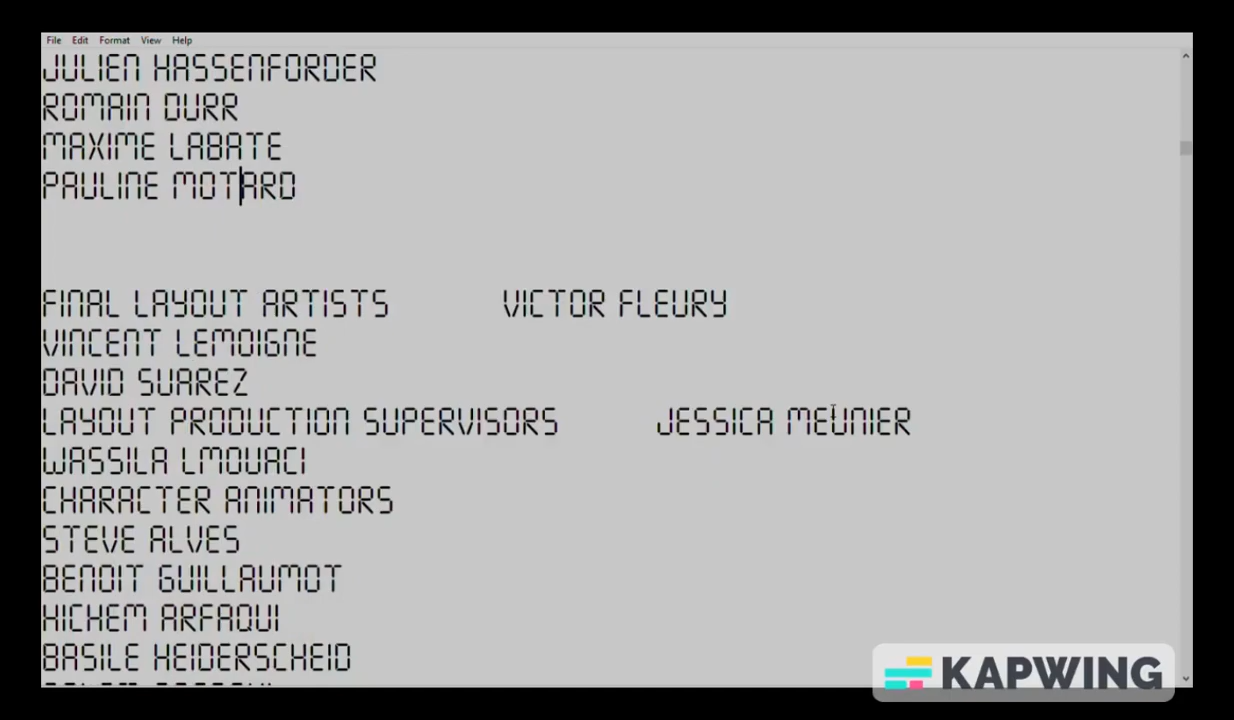 File Edit Format View Help
JULIEN HASSENFORDER
ROMAIN DURR
MAXIME LABATE
PAULINE MOTARD
FINAL LAYOUT ARTISTS VICTOR FLEURY
VINCENT LEMOIGNE
DAVID SUAREZ
LAYOUT PRODUCTION SUPERVISORS JESSICA MEUNIER
WASSILA LMOUACI
CHARACTER ANIMATORS
STEVE ALVES
BENOIT GUILLAUMOT
HICHEM ARFAOUI
BASILE HEIDERSCHEID
KAPWING